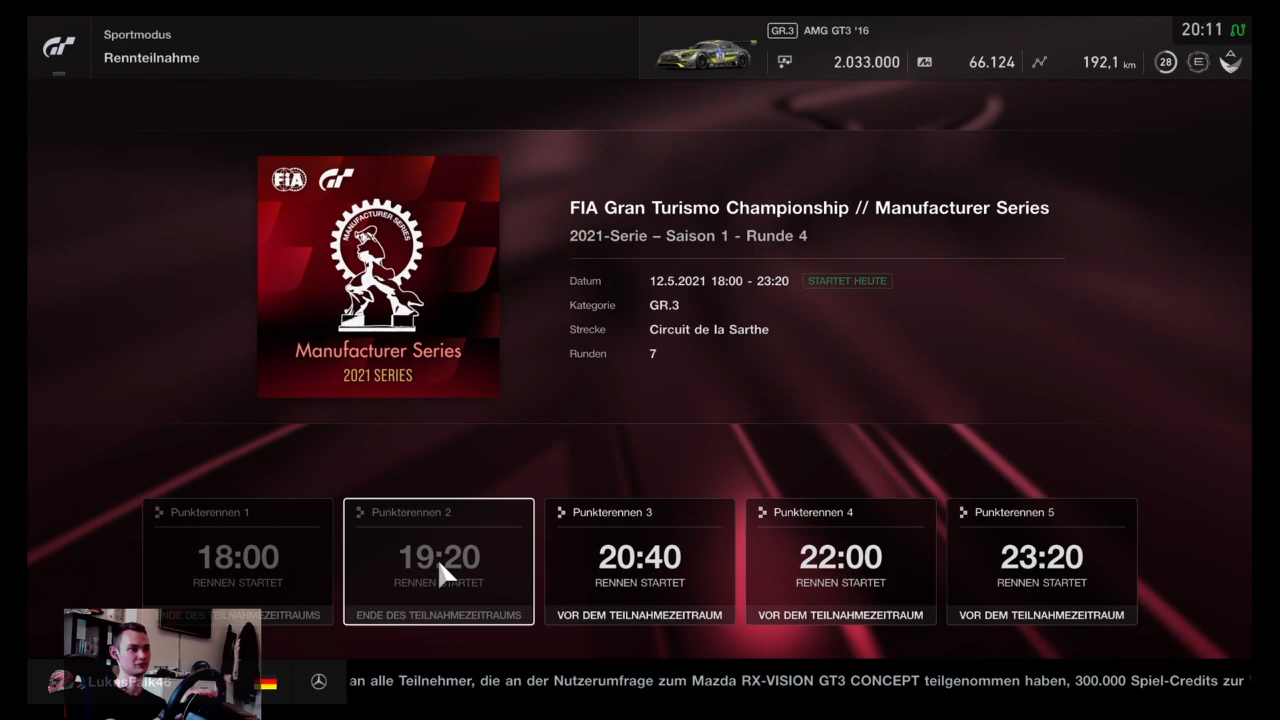 Sportmodus
Rennteilnahme
GR.3 AMG GT3 '16
2.033.000
66.124
192,1 km
28
E
20:11
FIA GT
MANUFACTURER SERIES
Manufacturer Series
2021 SERIES
FIA Gran Turismo Championship // Manufacturer Series
2021-Serie – Saison 1 - Runde 4
Datum 12.5.2021 18:00 - 23:20 STARTET HEUTE
Kategorie GR.3
Strecke Circuit de la Sarthe
Runden 7
Punkterennen 1
18:00
RENNEN STARTET
ENDE DES TEILNAHMEZEITRAUMS
Punkterennen 2
19:20
RENNEN STARTET
ENDE DES TEILNAHMEZEITRAUMS
Punkterennen 3
20:40
RENNEN STARTET
VOR DEM TEILNAHMEZEITRAUM
Punkterennen 4
22:00
RENNEN STARTET
VOR DEM TEILNAHMEZEITRAUM
Punkterennen 5
23:20
RENNEN STARTET
VOR DEM TEILNAHMEZEITRAUM
LukasFalk46
an alle Teilnehmer, die an der Nutzerumfrage zum Mazda RX-VISION GT3 CONCEPT teilgenommen haben, 300.000 Spiel-Credits zur